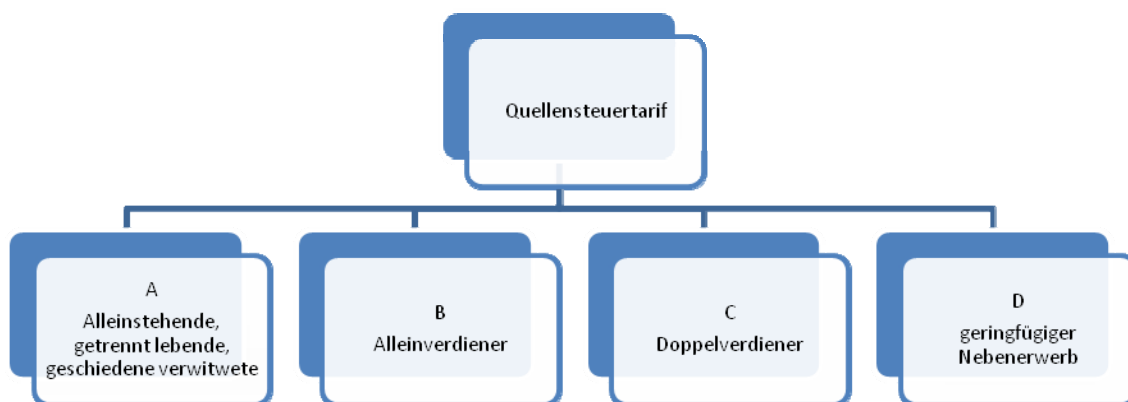 Quellensteuertarif
A
Alleinstehende,
getrennt lebende,
geschiedene verwitwete
B
Alleinverdiener
C
Doppelverdiener
D
geringfügiger
Nebenerwerb